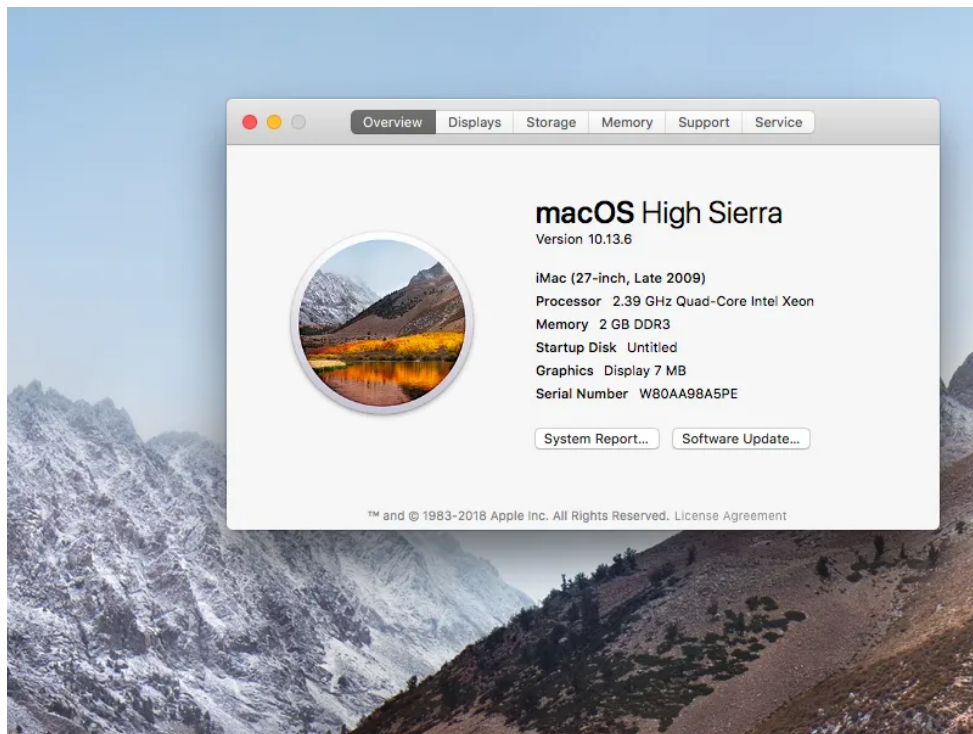 Overview Displays Storage Memory Support Service
macOS High Sierra
Version 10.13.6
iMac (27-inch, Late 2009)
Processor 2.39 GHz Quad-Core Intel Xeon
Memory 2 GB DDR3
Startup Disk Untitled
Graphics Display 7 MB
Serial Number W80AA98A5PE
System Report... Software Update...
™ and © 1983-2018 Apple Inc. All Rights Reserved. License Agreement